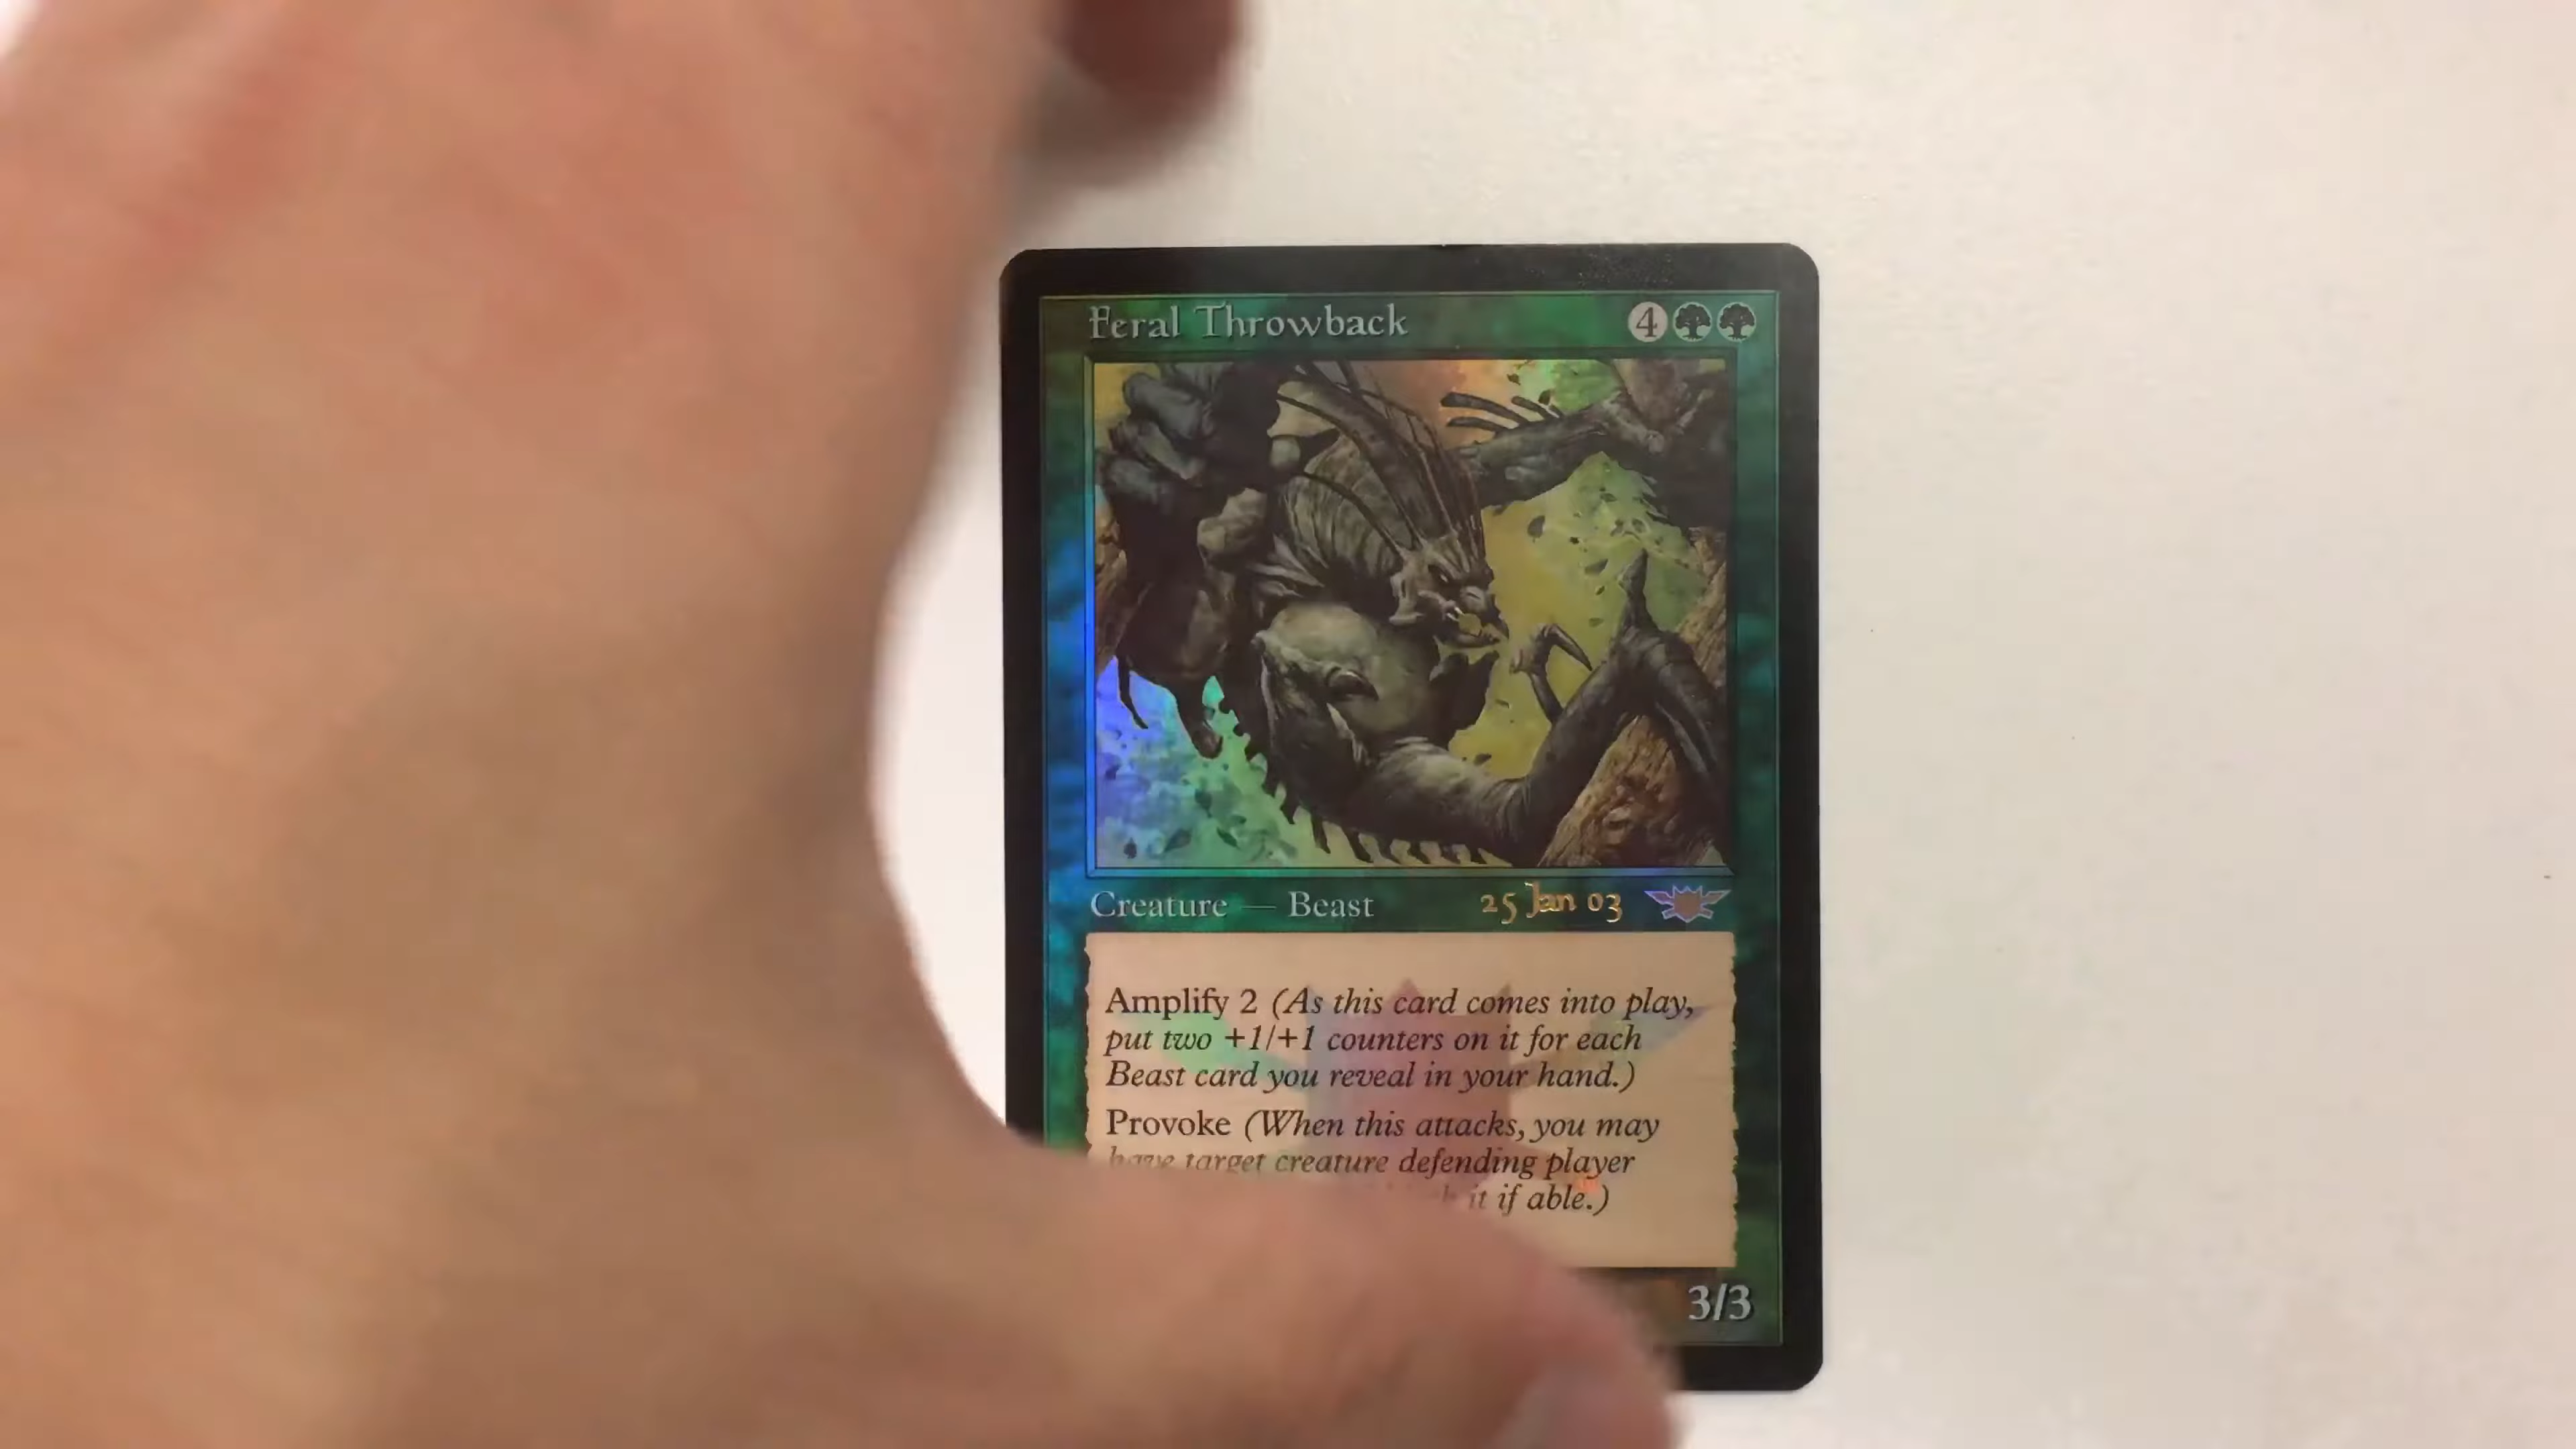 Feral Throwback 4
Creature — Beast 25 Jan 03
Amplify 2 (As this card comes into play,
put two +1/+1 counters on it for each
Beast card you reveal in your hand.)
Provoke (When this attacks, you may
have target creature defending player
it if able.)
3/3